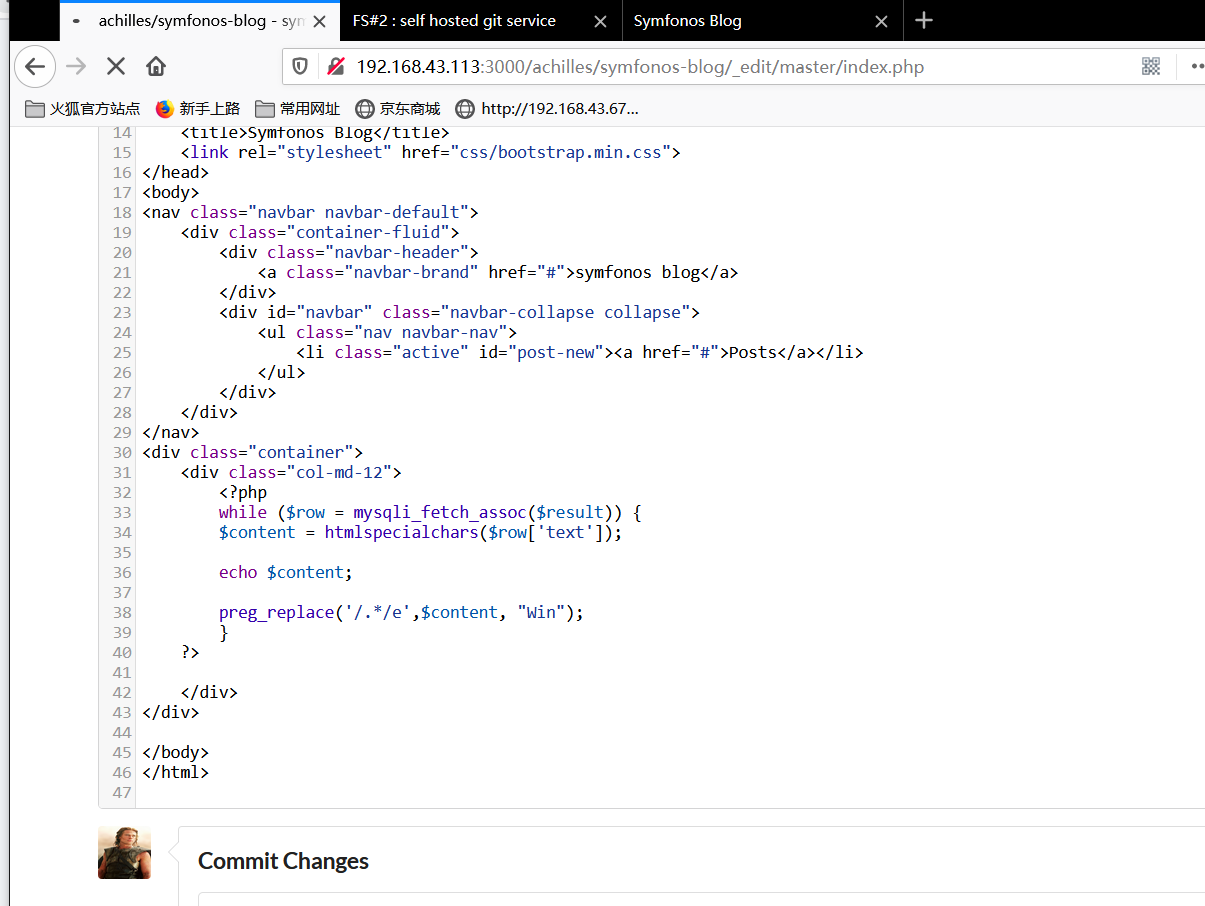 achilles/symfonos-blog - sym
FS#2 : self hosted git service
Symfonos Blog
192.168.43.113:3000/achilles/symfonos-blog/_edit/master/index.php
火狐官方站点 新手上路 常用网址 京东商城 http://192.168.43.67...
14 <title>Symfonos Blog</title>
15 <link rel="stylesheet" href="css/bootstrap.min.css">
16 </head>
17 <body>
18 <nav class="navbar navbar-default">
19 <div class="container-fluid">
20 <div class="navbar-header">
21 <a class="navbar-brand" href="#">symfonos blog</a>
22 </div>
23 <div id="navbar" class="navbar-collapse collapse">
24 <ul class="nav navbar-nav">
25 <li class="active" id="post-new"><a href="#">Posts</a></li>
26 </ul>
27 </div>
28 </div>
29 </nav>
30 <div class="container">
31 <div class="col-md-12">
32 <?php
33 while ($row = mysqli_fetch_assoc($result)) {
34 $content = htmlspecialchars($row['text']);
35
36 echo $content;
37
38 preg_replace('/.*/e',$content, "Win");
39 }
40 ?>
41
42 </div>
43 </div>
44
45 </body>
46 </html>
47
Commit Changes